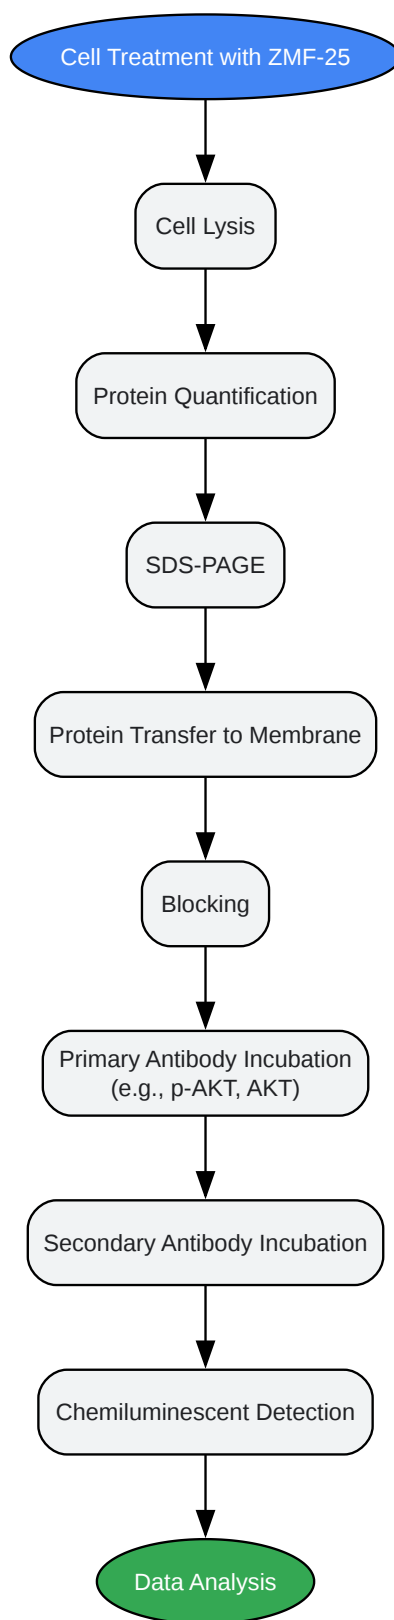 Cell Treatment with ZMF-25
Cell Lysis
Protein Quantification
SDS-PAGE
Protein Transfer to Membrane
Blocking
Primary Antibody Incubation
(e.g., p-AKT, AKT)
Secondary Antibody Incubation
Chemiluminescent Detection
Data Analysis